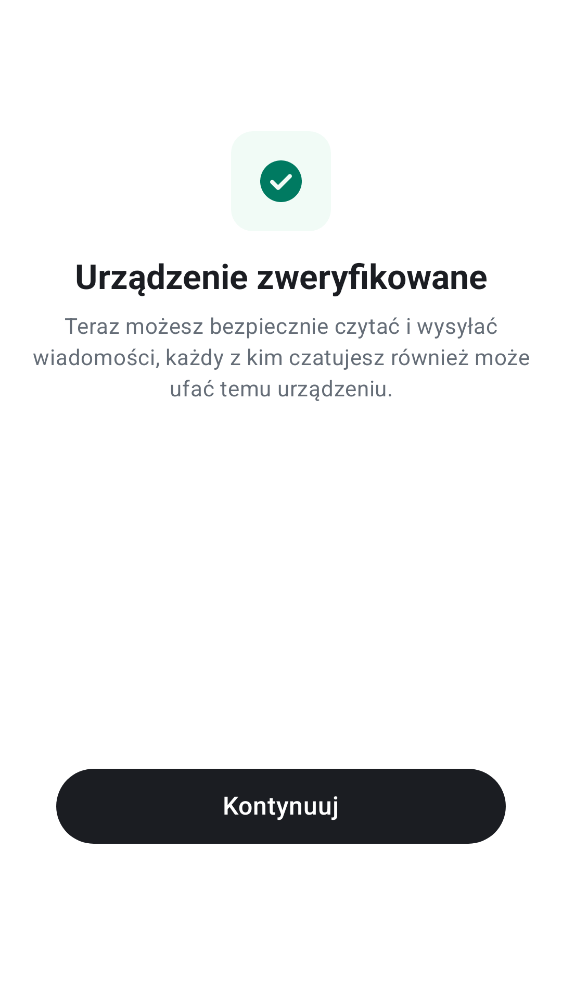 Urządzenie zweryfikowane
Teraz możesz bezpiecznie czytać i wysyłać
wiadomości, każdy z kim czatujesz również może
ufać temu urządzeniu.
Kontynuuj